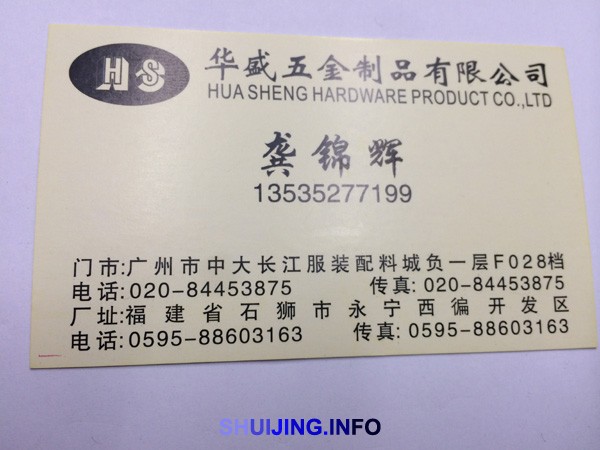 HS
华盛五金制品有限公司
HUA SHENG HARDWARE PRODUCT CO.,LTD
龚锦辉
13535277199
门市:广州市中大长江服装配料城负一层F028档
电话:020-84453875 传真:020-84453875
厂址:福建省石狮市永宁西徧开发区
电话:0595-88603163 传真:0595-88603163
SHUIJING.INFO